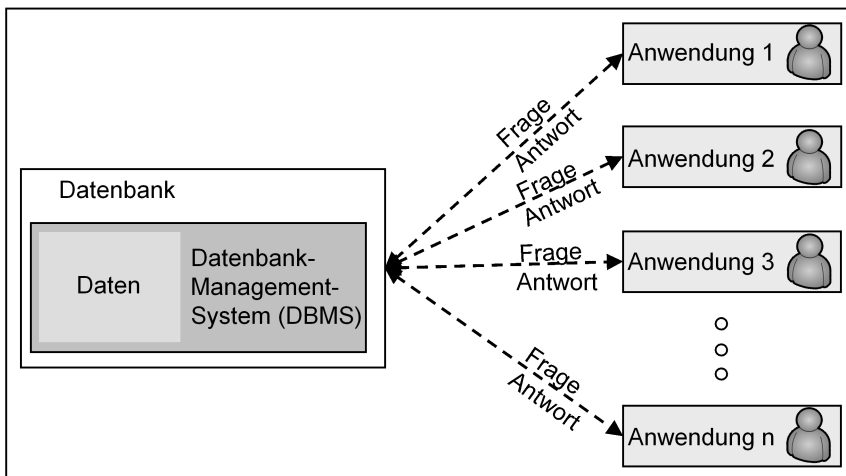 Datenbank
Daten
Datenbank-
Management-
System (DBMS)
Frage
Antwort
Frage
Antwort
Frage
Antwort
Frage
Antwort
Anwendung 1
Anwendung 2
Anwendung 3
Anwendung n